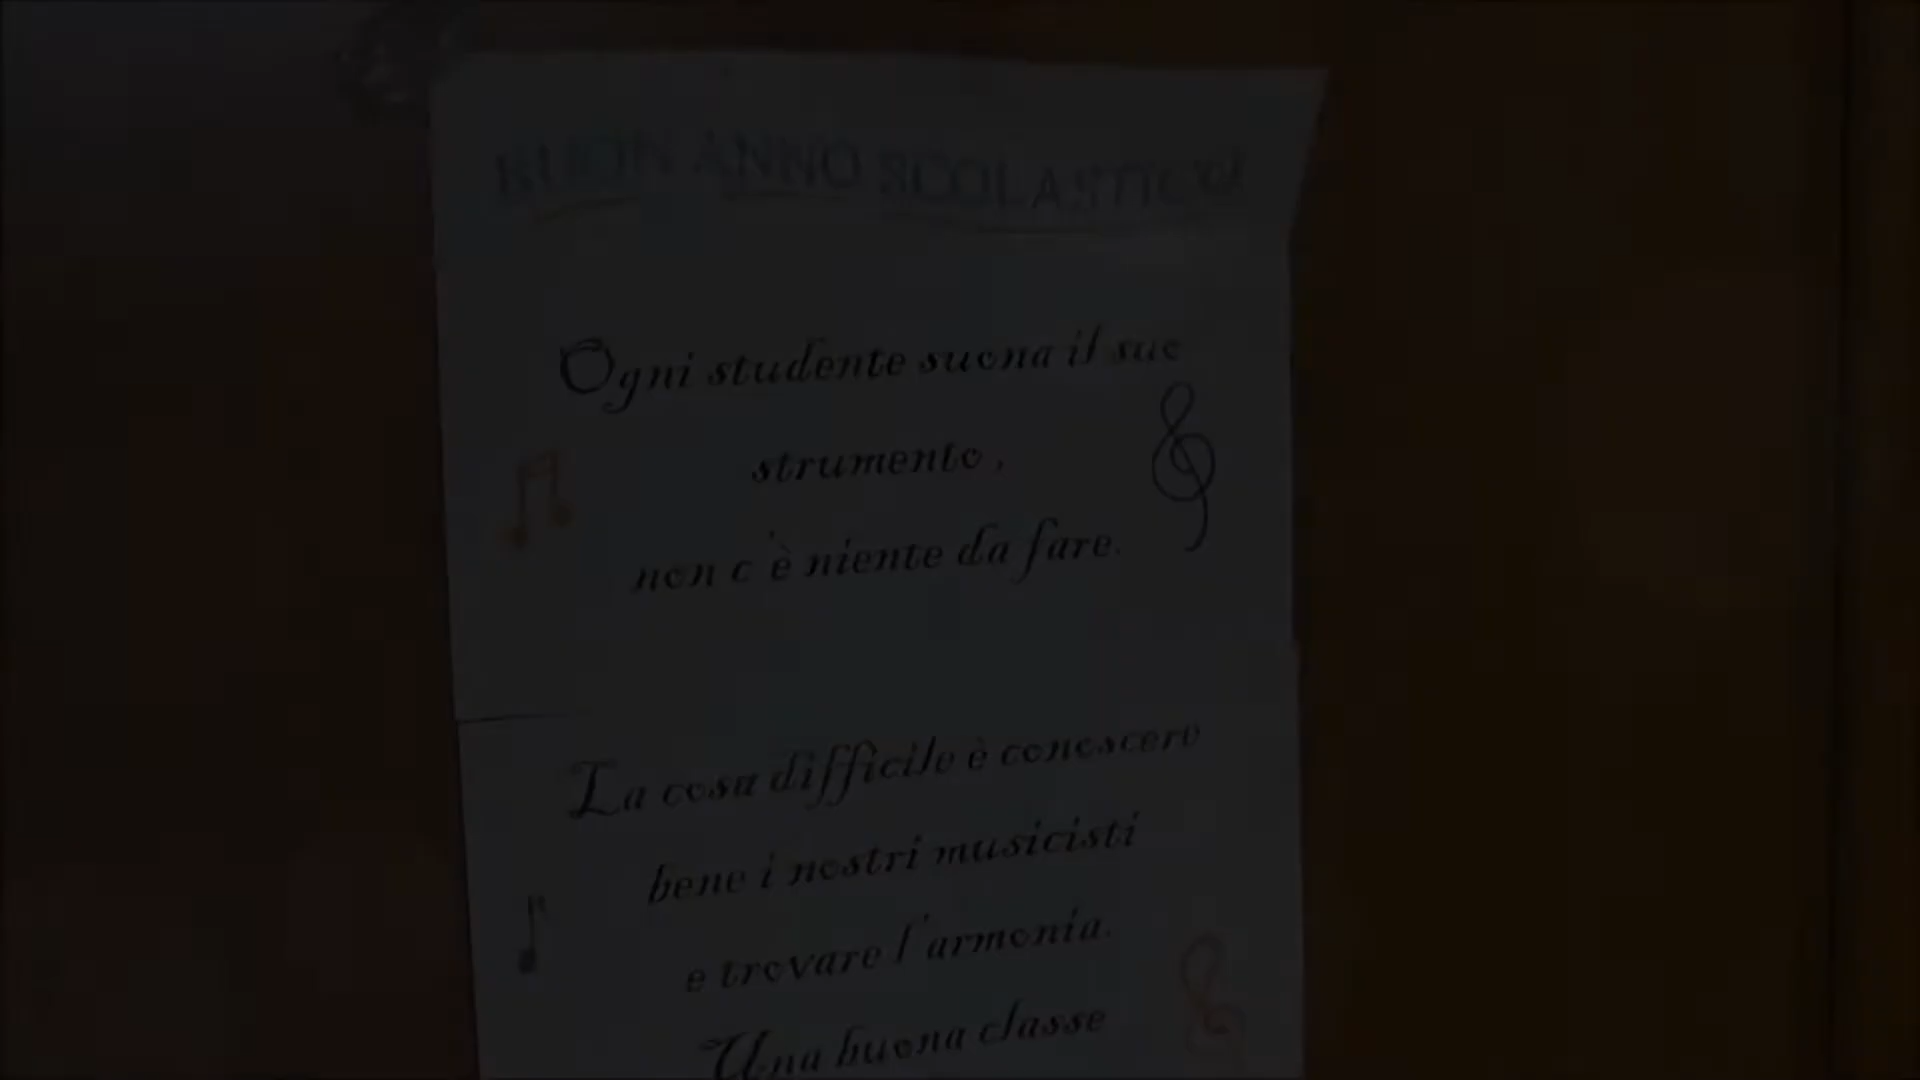 BUON ANNO SCOLASTICO!
Ogni studente suona il suo
strumento,
non c'è niente da fare.
La cosa difficile è conoscere
bene i nostri musicisti
e trovare l'armonia.
Una buona classe